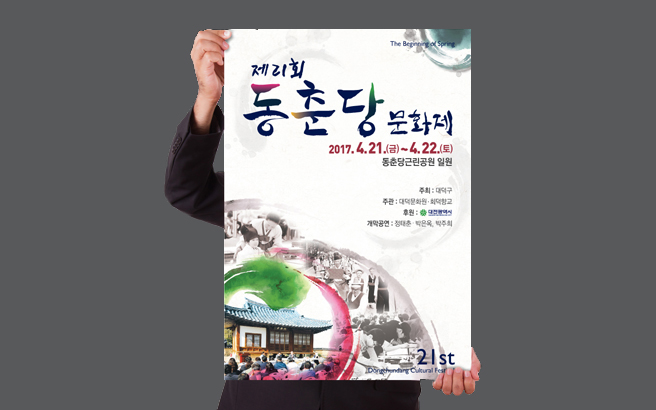 The Beginning of Spring
제21회
동춘당 문화제
2017. 4.21.(금) ~ 4.22.(토)
동춘당근린공원 일원
주최 : 대덕구
주관 : 대덕문화원·회덕향교
후원 : 대전광역시
개막공연 : 정태춘 · 박은옥, 박주희
21st
Dongchundang Cultural Fest